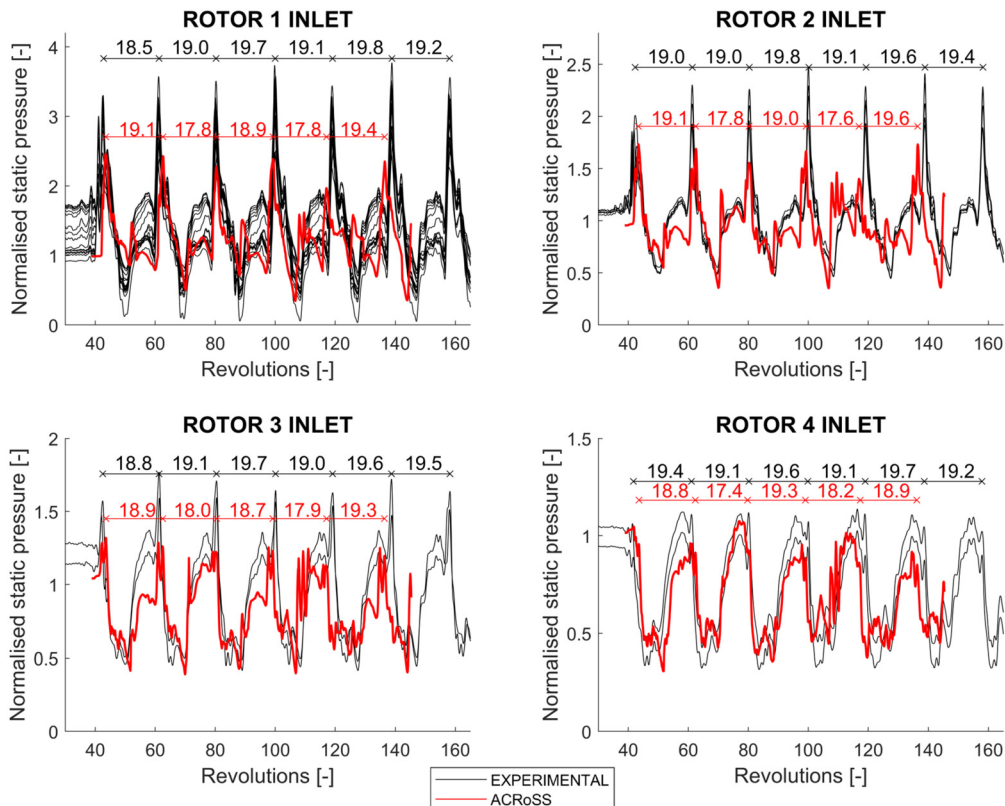 ROTOR 1 INLET
18.5 19.0 19.7 19.1 19.8 19.2
19.1 17.8 18.9 17.8 19.4
Normalised static pressure [-]
4
3
2
1
0
40 60 80 100 120 140 160
Revolutions [-]
ROTOR 2 INLET
19.0 19.0 19.8 19.1 19.6 19.4
19.1 17.8 19.0 17.6 19.6
Normalised static pressure [-]
2.5
2
1.5
1
0.5
0
40 60 80 100 120 140 160
Revolutions [-]
ROTOR 3 INLET
18.8 19.1 19.7 19.0 19.6 19.5
18.9 18.0 18.7 17.9 19.3
Normalised static pressure [-]
2
1.5
1
0.5
0
40 60 80 100 120 140 160
Revolutions [-]
ROTOR 4 INLET
19.4 19.1 19.6 19.1 19.7 19.2
18.8 17.4 19.3 18.2 18.9
Normalised static pressure [-]
1.5
1
0.5
0
40 60 80 100 120 140 160
Revolutions [-]
EXPERIMENTAL
ACRoSS